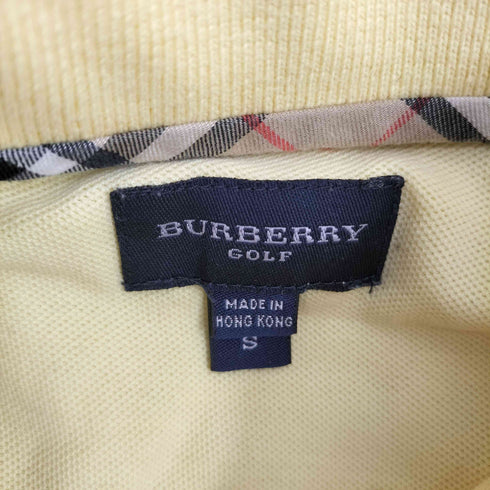 BURBERRY
GOLF
MADE IN
HONG KONG
S